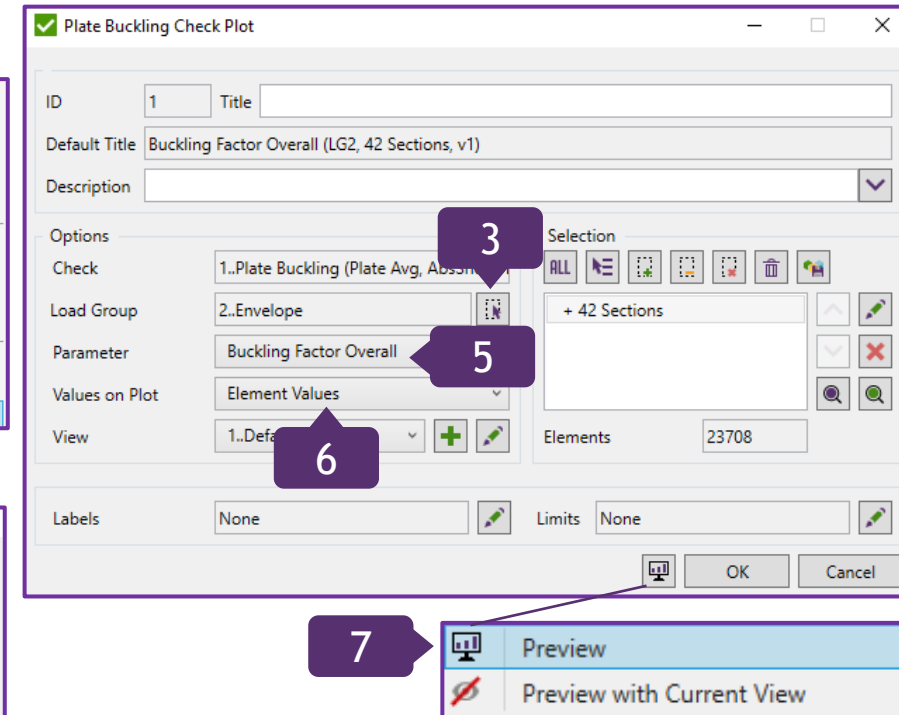 Plate Buckling Check Plot
ID 1 Title
Default Title Buckling Factor Overall (LG2, 42 Sections, v1)
Description
Options
3
Selection
Check 1..Plate Buckling (Plate Avg,
ALL
Load Group 2..Envelope
+ 42 Sections
Parameter Buckling Factor Overall
5
Values on Plot Element Values
View
6
Elements 23708
Labels None
Limits None
OK Cancel
7
Preview
Preview with Current View